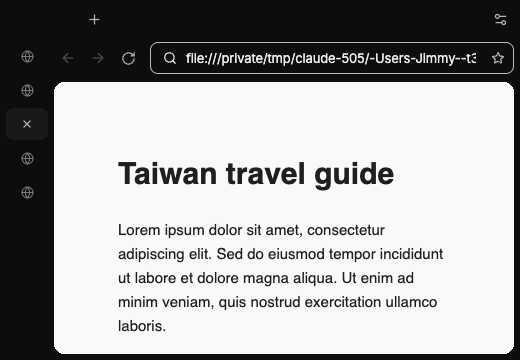 file:///private/tmp/claude-505/-Users-Jimmy--t3
Taiwan travel guide
Lorem ipsum dolor sit amet, consectetur
adipiscing elit. Sed do eiusmod tempor incididunt
ut labore et dolore magna aliqua. Ut enim ad
minim veniam, quis nostrud exercitation ullamco
laboris.